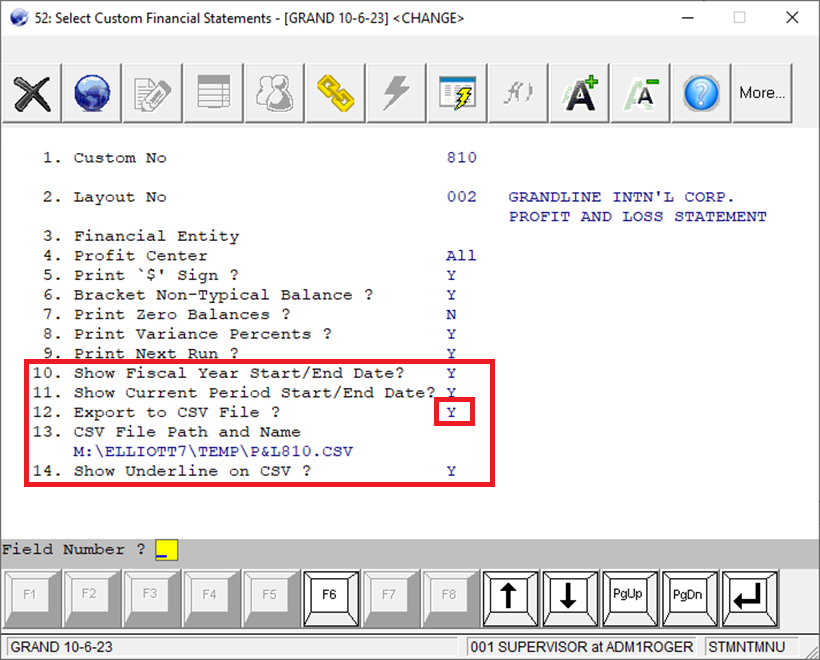 52: Select Custom Financial Statements - [GRAND 10-6-23] <CHANGE>
A A ? More...
1. Custom No 810
2. Layout No 002 GRANDLINE INTN'L CORP.
PROFIT AND LOSS STATEMENT
3. Financial Entity
4. Profit Center All
5. Print `$' Sign ? Y
6. Bracket Non-Typical Balance ? Y
7. Print Zero Balances ? N
8. Print Variance Percents ? Y
9. Print Next Run ? Y
10. Show Fiscal Year Start/End Date? Y
11. Show Current Period Start/End Date? Y
12. Export to CSV File ? Y
13. CSV File Path and Name
M:\ELLIOTT7\TEMP\P&L810.CSV
14. Show Underline on CSV ? Y
Field Number ? _
F1 F2 F3 F4 F5 F6 F7 F8 PgUp PgDn
GRAND 10-6-23 001 SUPERVISOR at ADM1ROGER STMNTMNU